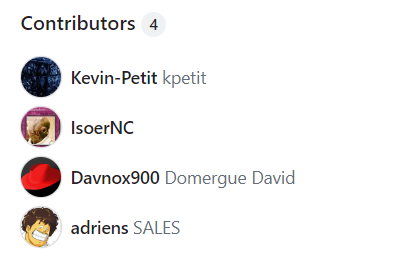 Contributors 4
Kevin-Petit kpetit
IsoerNC
Davnox900 Domergue David
adriens SALES